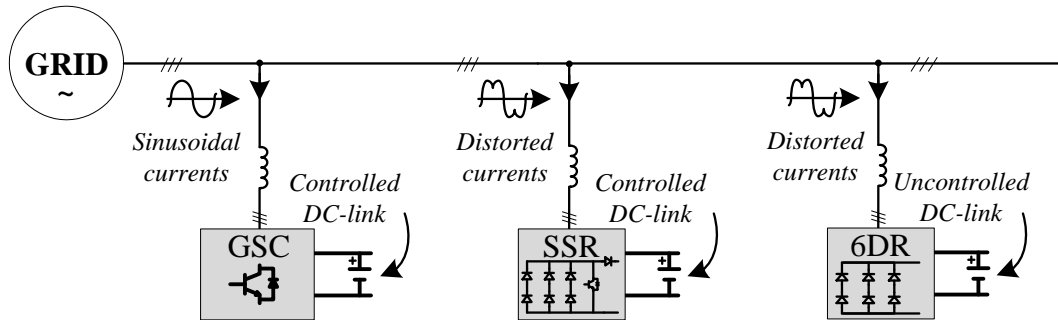 GRID
~
Sinusoidal
currents
Distorted
currents
Distorted
currents
Controlled
DC-link
Controlled
DC-link
Uncontrolled
DC-link
GSC
+
SSR
+
6DR
+